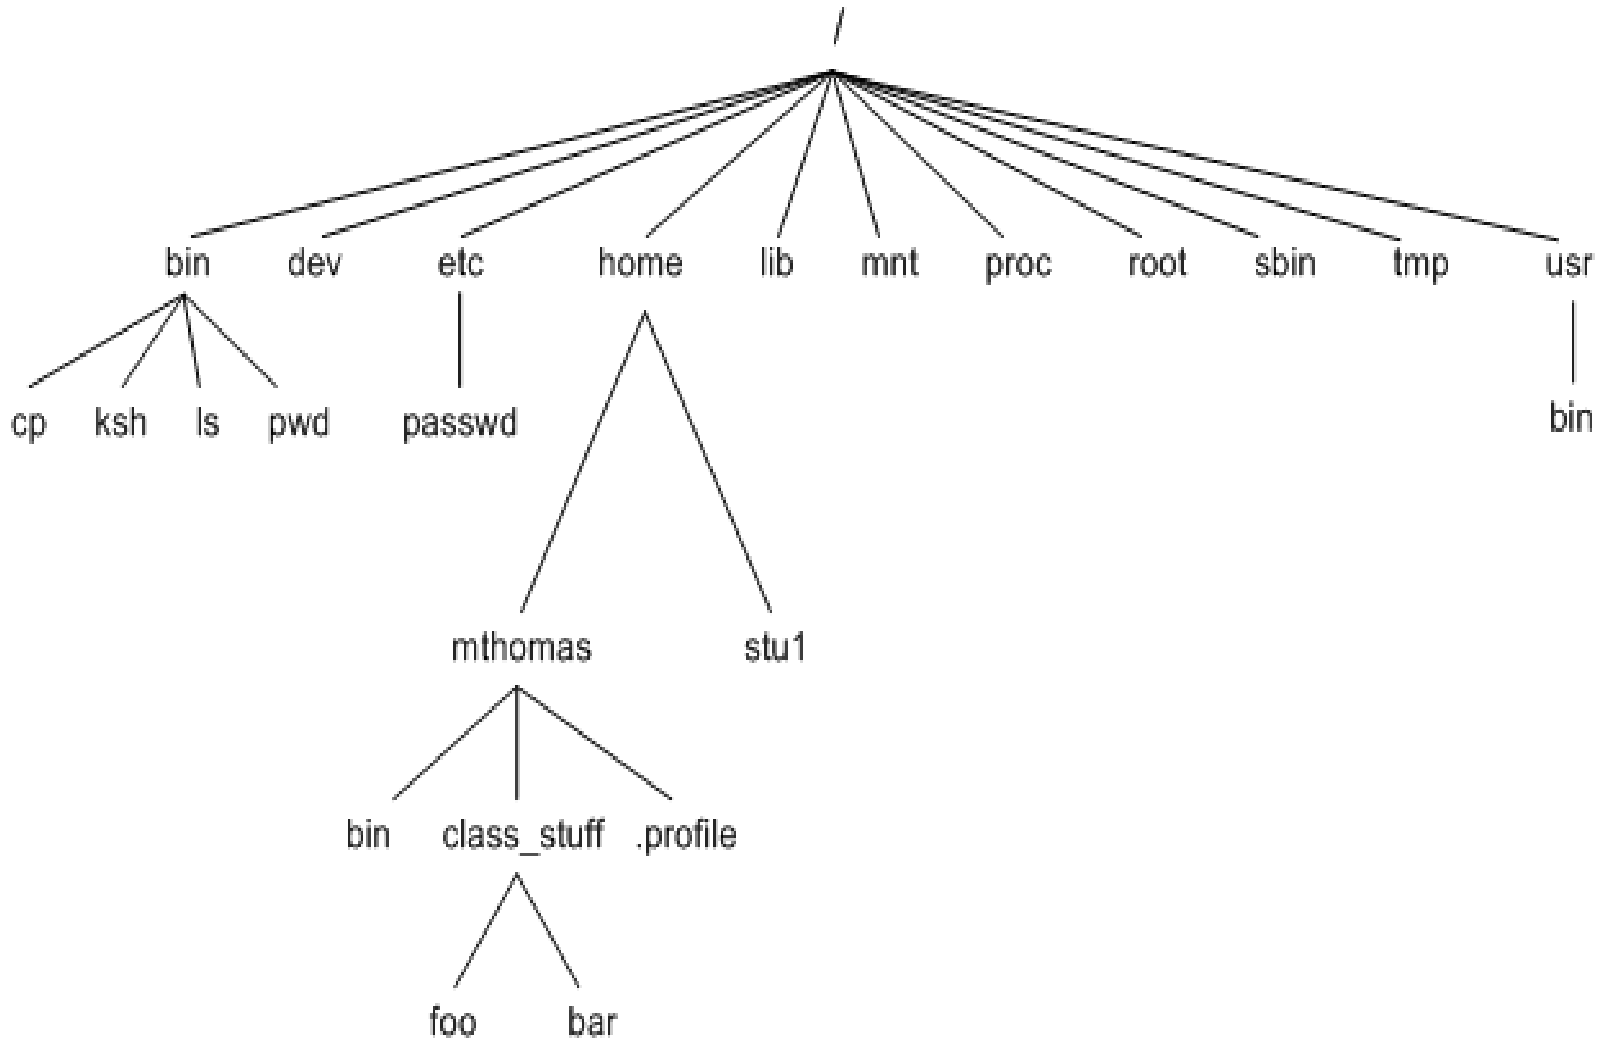 /
bin dev etc home lib mnt proc root sbin tmp usr
cp ksh ls pwd passwd bin
mthomas stu1
bin class_stuff .profile
foo bar